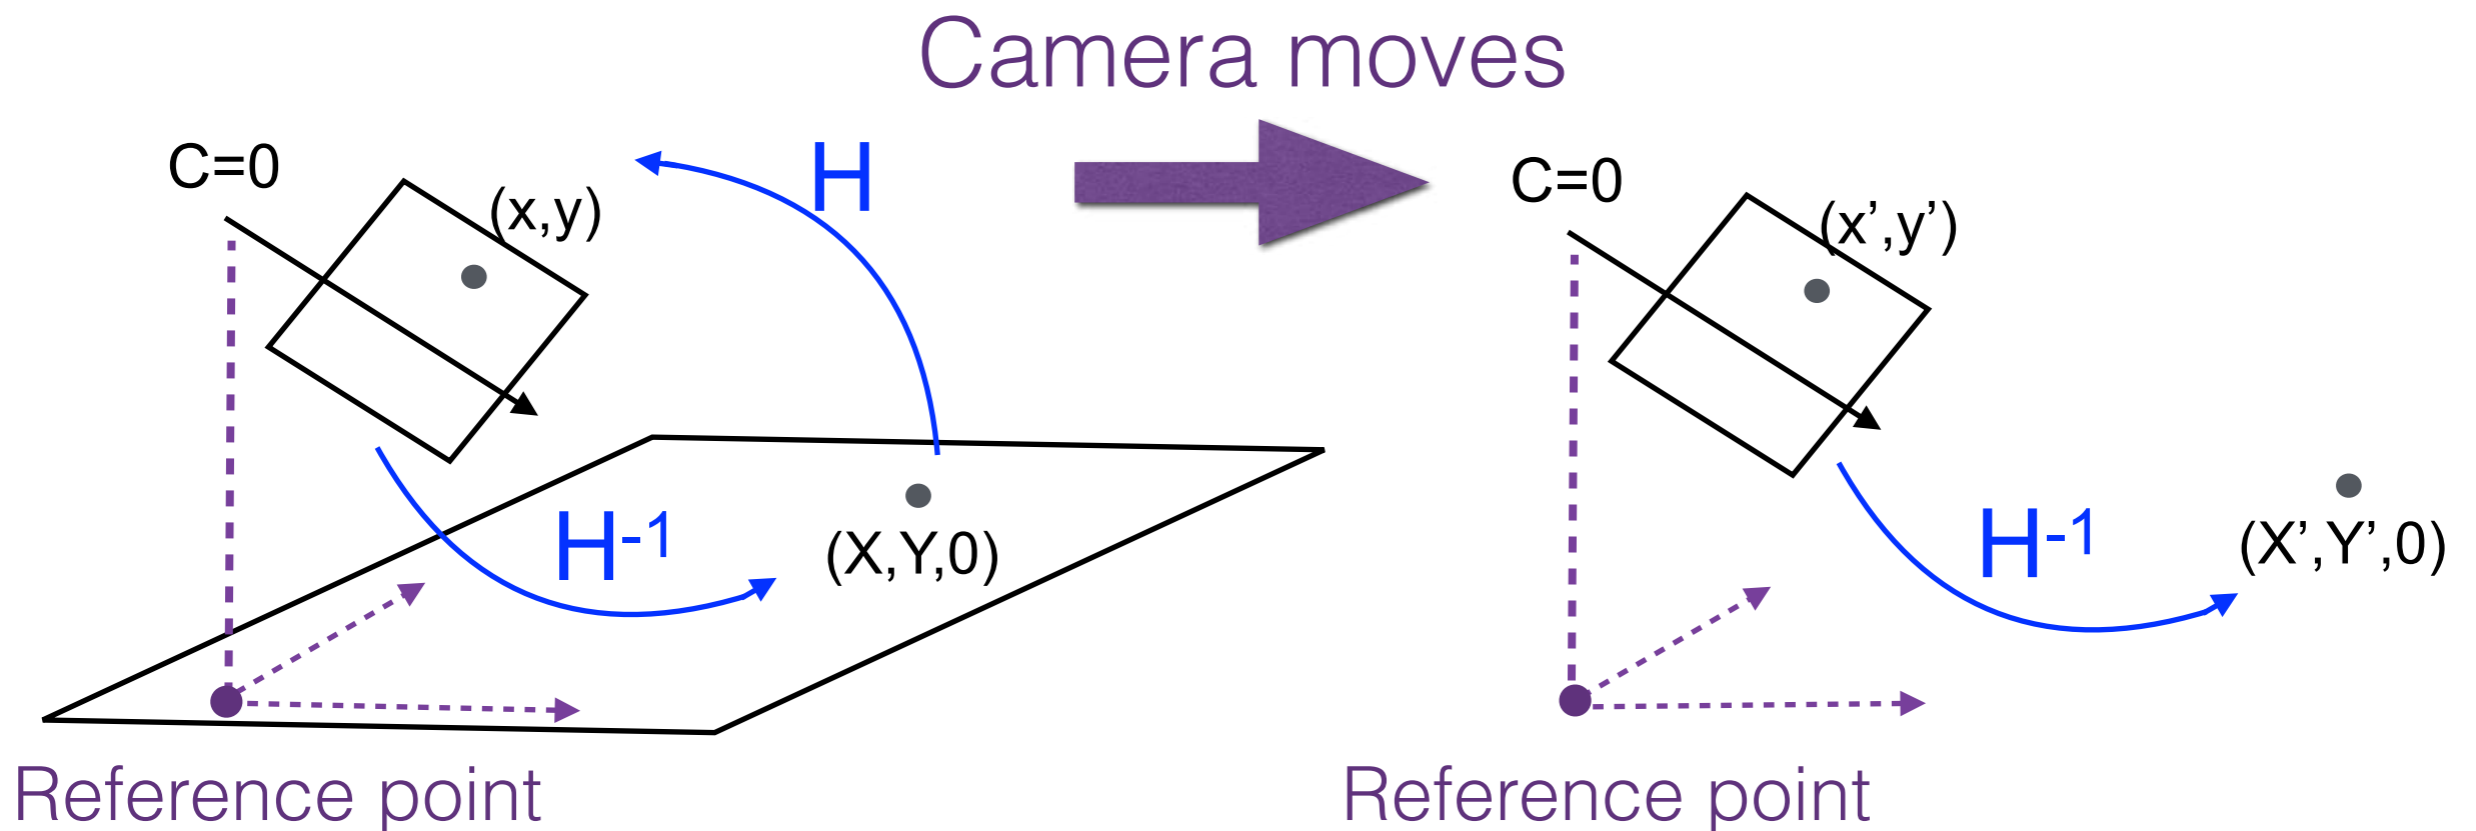 Camera moves
C=0
(x,y)
H
H-1
(X,Y,0)
Reference point
C=0
(x’,y’)
H-1
(X’,Y’,0)
Reference point